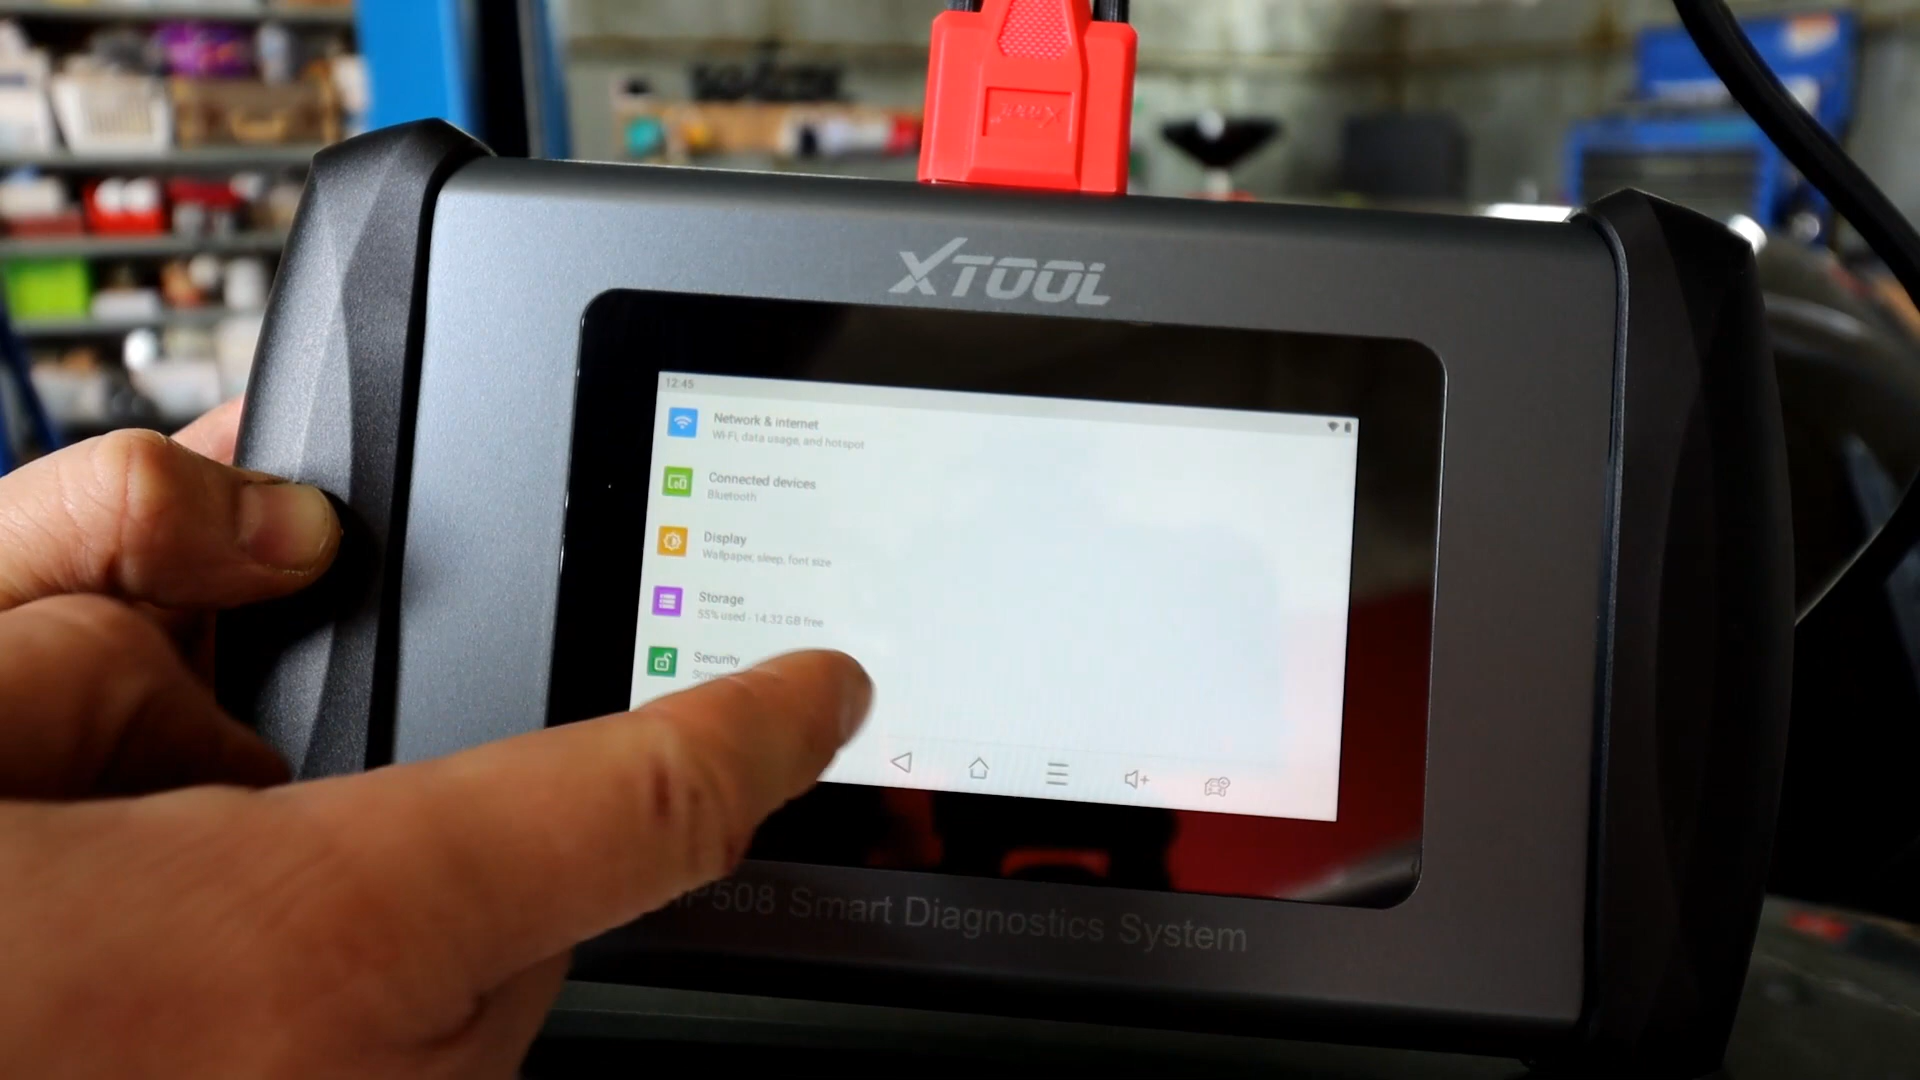 XTOOL
12:45
Network & internet
Wi-Fi, data usage, and hotspot
Connected devices
Bluetooth
Display
Wallpaper, sleep, font size
Storage
55% used - 14.32 GB free
Security
P508 Smart Diagnostics System